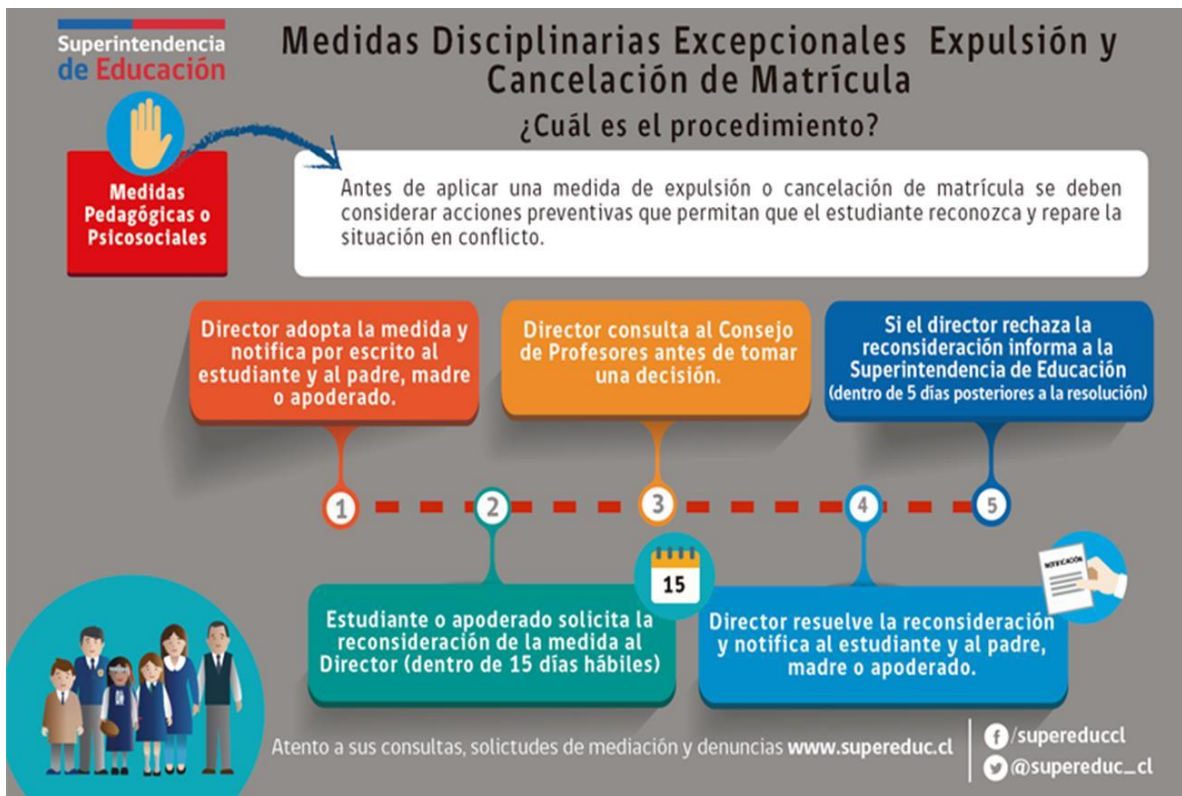 Superintendencia
de Educación
Medidas Disciplinarias Excepcionales Expulsión y
Cancelación de Matrícula
¿Cuál es el procedimiento?
Medidas
Pedagógicas o
Psicosociales
Antes de aplicar una medida de expulsión o cancelación de matrícula se deben
considerar acciones preventivas que permitan que el estudiante reconozca y repare la
situación en conflicto.
Director adopta la medida y
notifica por escrito al
estudiante y al padre, madre
o apoderado.
1
2
Estudiante o apoderado solicita la
reconsideración de la medida al
Director (dentro de 15 días hábiles)
15
Director consulta al Consejo
de Profesores antes de tomar
una decisión.
3
4
Director resuelve la reconsideración
y notifica al estudiante y al padre,
madre o apoderado.
Si el director rechaza la
reconsideración informa a la
Superintendencia de Educación
(dentro de 5 días posteriores a la resolución)
5
NOTIFICACIÓN
Atento a sus consultas, solictudes de mediación y denuncias www.supereduc.cl
/supereduccl
@supereduc_cl